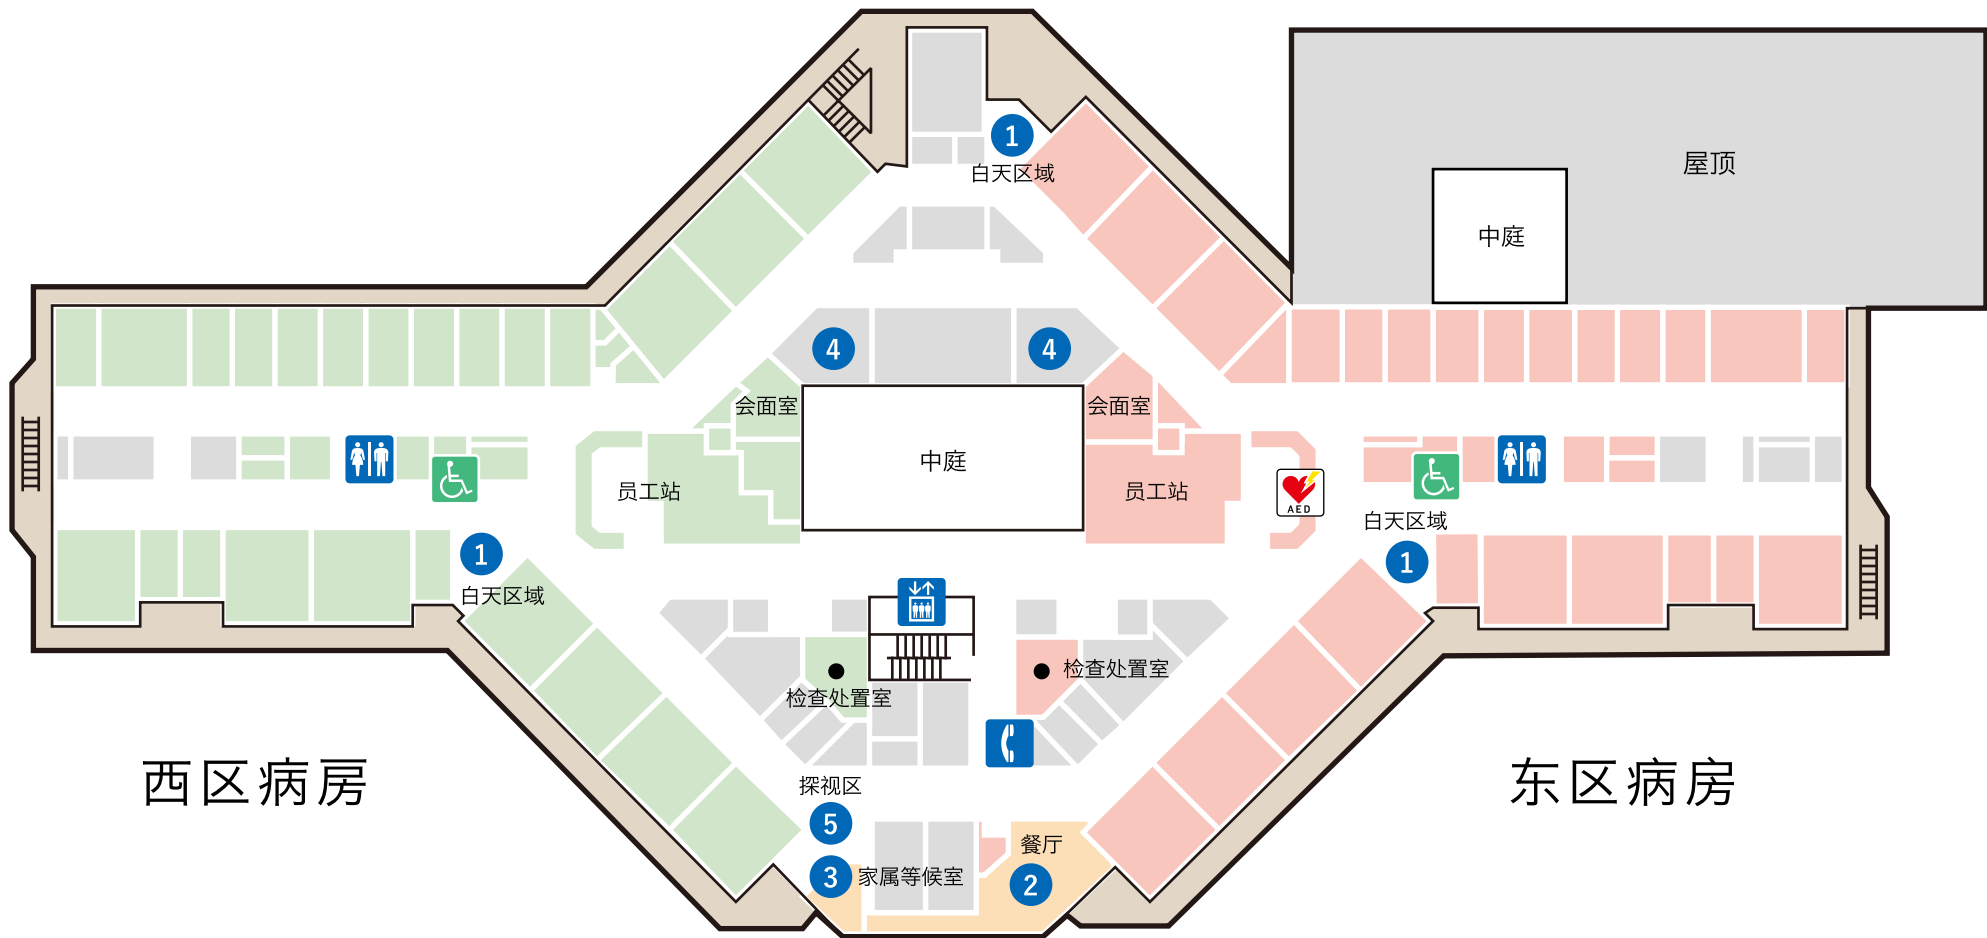 1
白天区域
屋顶
中庭
4
4
会面室
会面室
中庭
员工站
员工站
AED
白天区域
1
1
白天区域
检查处置室
检查处置室
西区病房
东区病房
探视区
5
餐厅
3
家属等候室
2